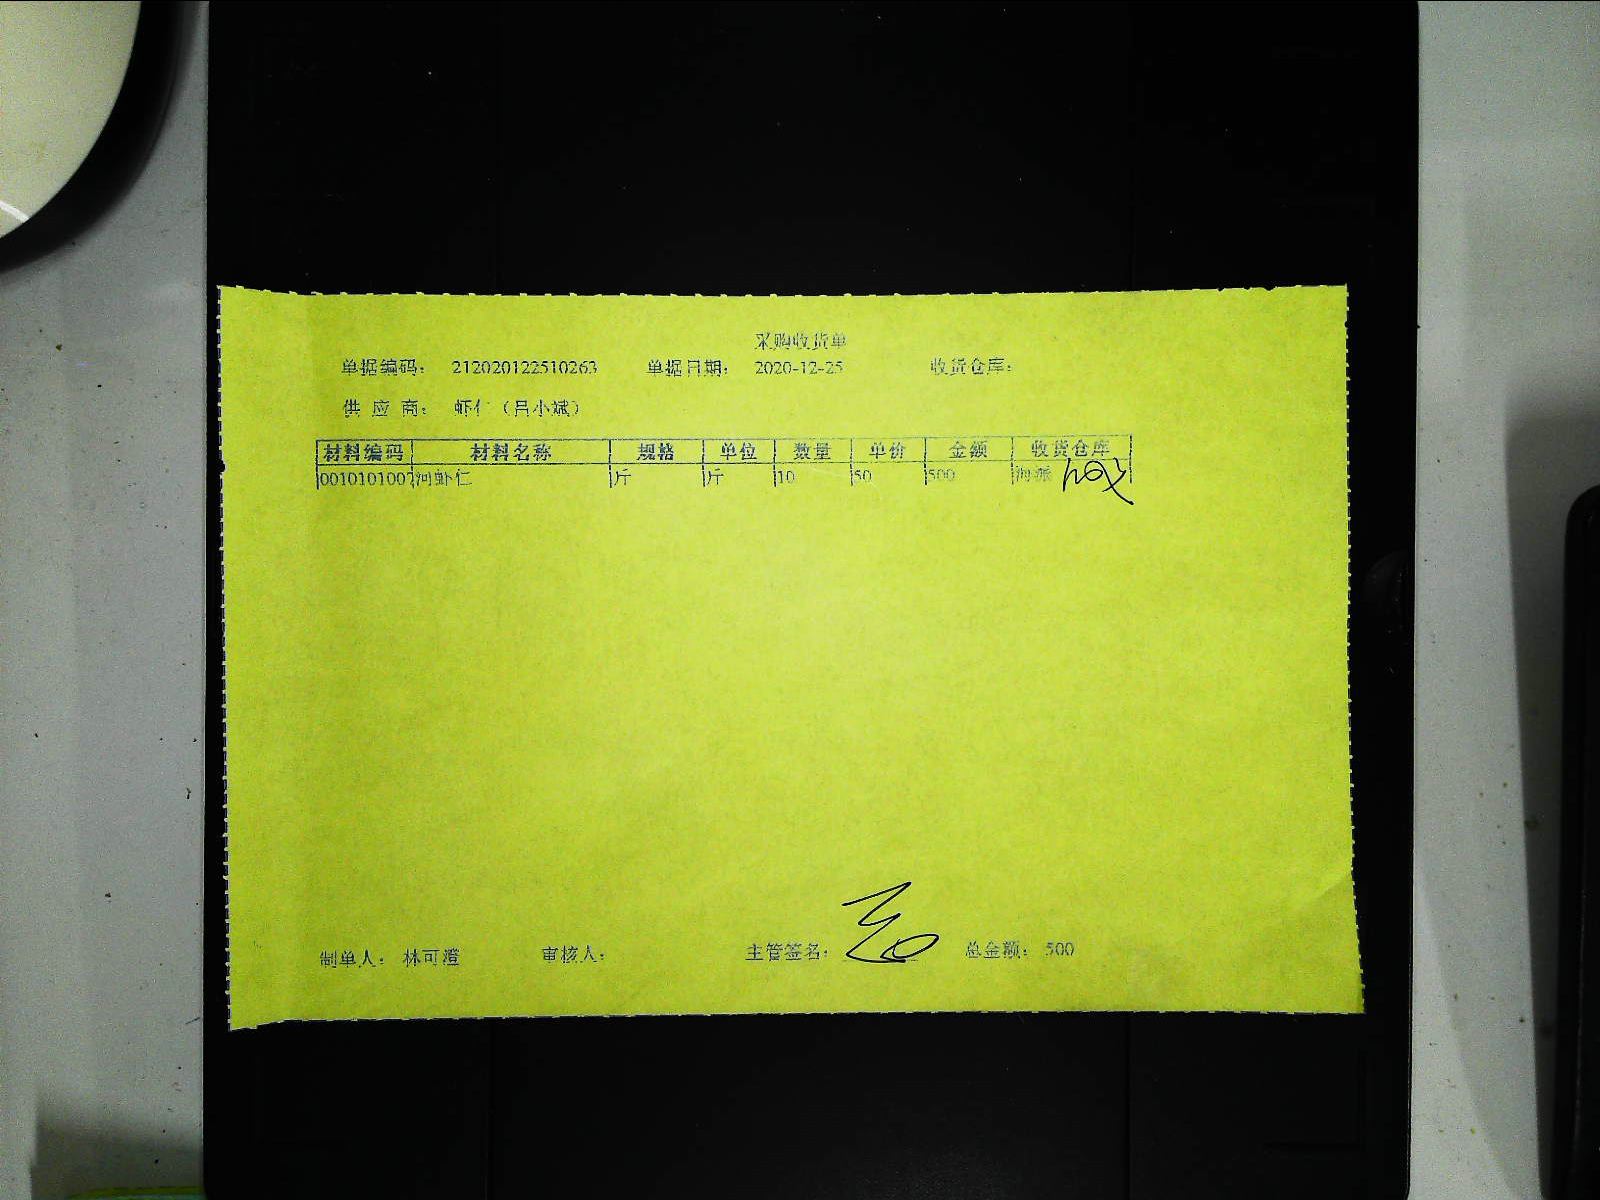 采购收货单
单据编码： 212020122510263 单据日期： 2020-12-25 收货仓库：
供 应 商： 虾仁（吕小斌）
材料编码 材料名称 规格 单位 数量 单价 金额 收货仓库
0010101007 河虾仁 斤 斤 10 50 500 海派
制单人： 林可澄 审核人： 主管签名： 总金额： 500